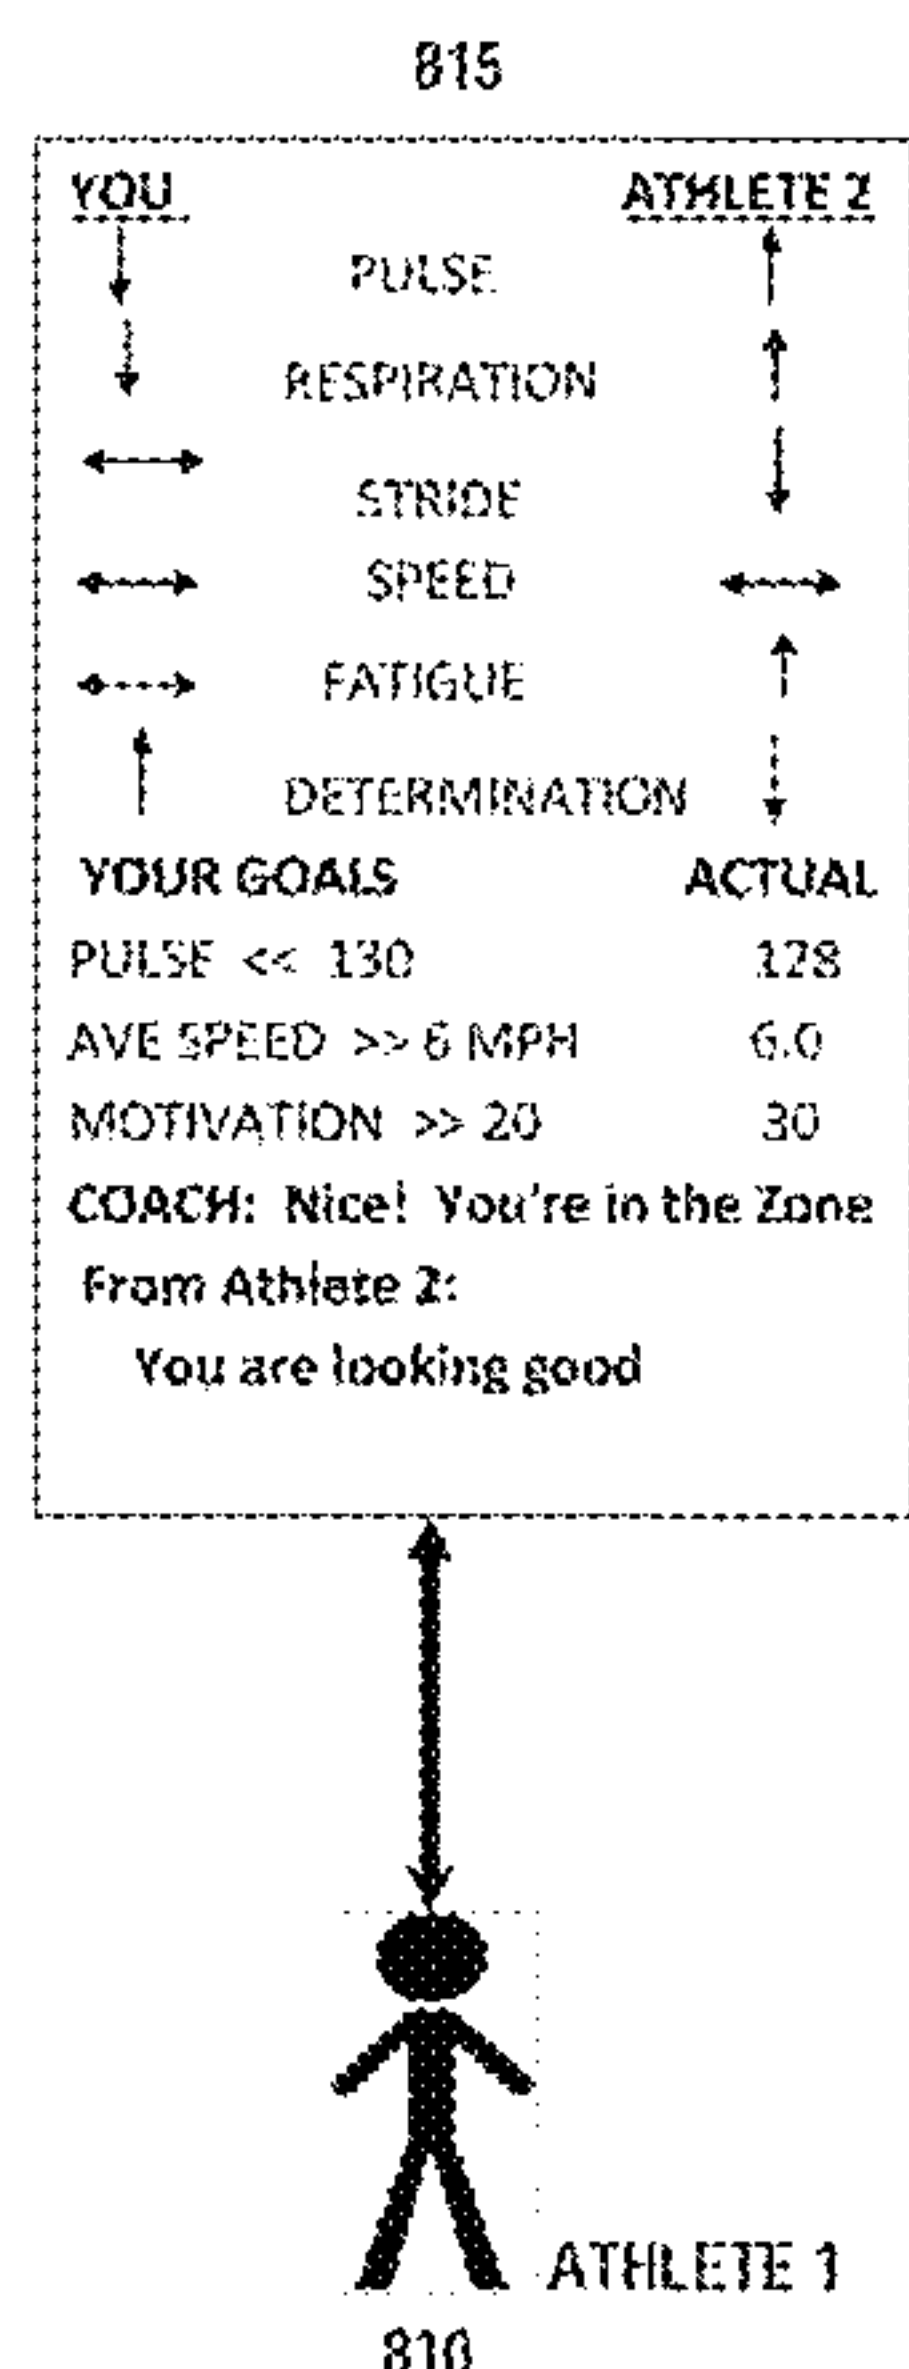 815
YOU ATHLETE 2
PULSE
RESPIRATION
STRIDE
SPEED
FATIGUE
DETERMINATION
YOUR GOALS ACTUAL
PULSE << 130 128
AVE SPEED >> 6 MPH 6.0
MOTIVATION >> 20 30
COACH: Nice! You're in the Zone
From Athlete 2:
You are looking good
ATHLETE 1
810